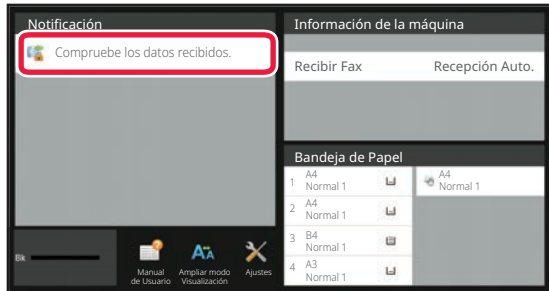 Notificación
Compruebe los datos recibidos.
Información de la máquina
Recibir Fax Recepción Auto.
Bandeja de Papel
1 A4
Normal 1
2 A4
Normal 1
3 B4
Normal 1
4 A3
Normal 1
A4
Normal 1
Bk
Manual
de Usuario
Ampliar modo
Visualización
Ajustes